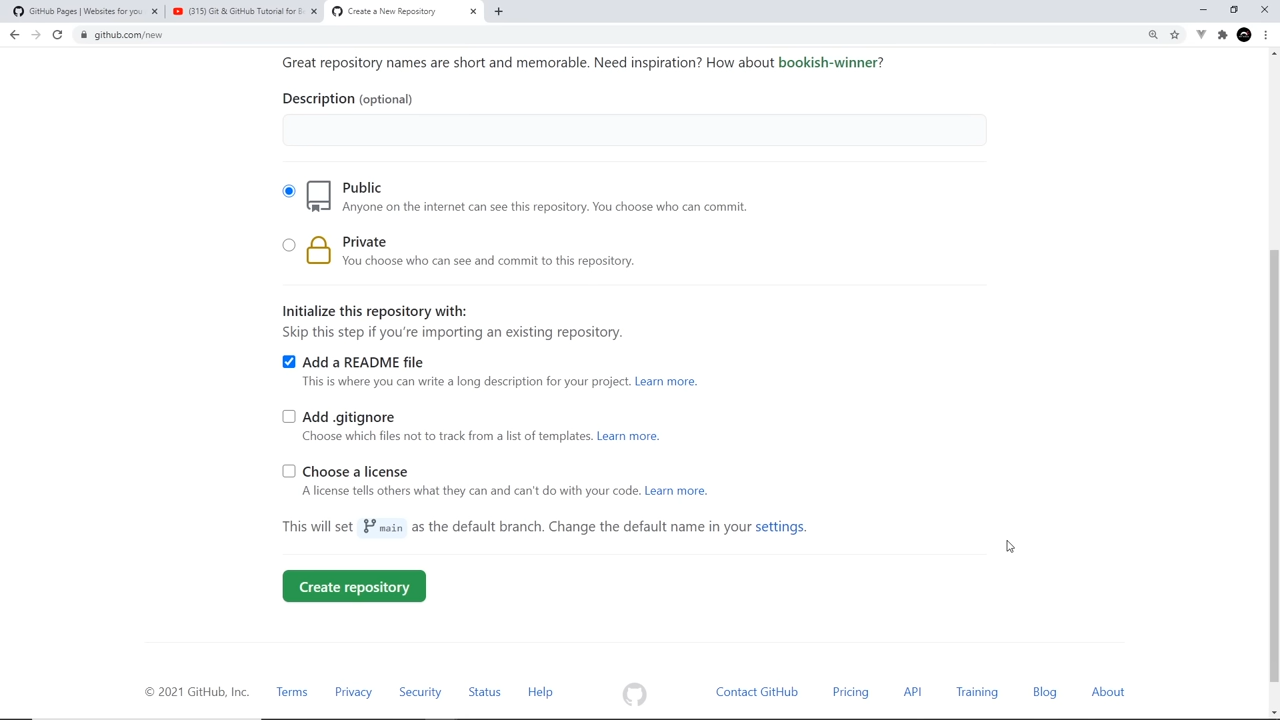 GitHub Pages | Websites for you
(315) Git & GitHub Tutorial for B
Create a New Repository
github.com/new
Great repository names are short and memorable. Need inspiration? How about bookish-winner?
Description (optional)
Public
Anyone on the internet can see this repository. You choose who can commit.
Private
You choose who can see and commit to this repository.
Initialize this repository with:
Skip this step if you're importing an existing repository.
Add a README file
This is where you can write a long description for your project. Learn more.
Add .gitignore
Choose which files not to track from a list of templates. Learn more.
Choose a license
A license tells others what they can and can't do with your code. Learn more.
This will set main as the default branch. Change the default name in your settings.
Create repository
© 2021 GitHub, Inc. Terms Privacy Security Status Help Contact GitHub Pricing API Training Blog About